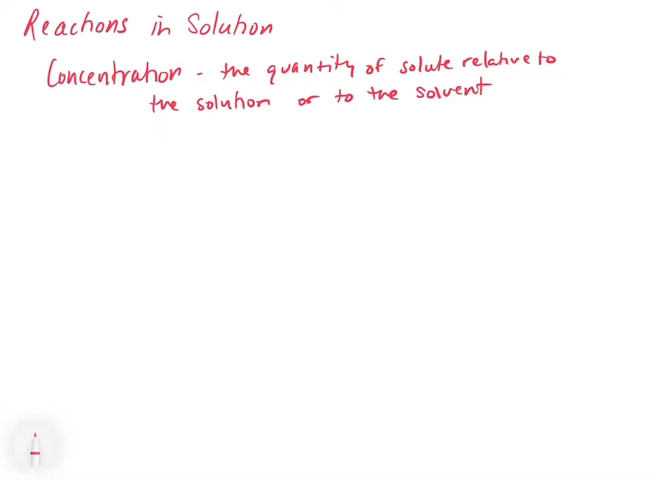 Reactions in Solution
Concentration - the quantity of solute relative to
the solution or to the solvent